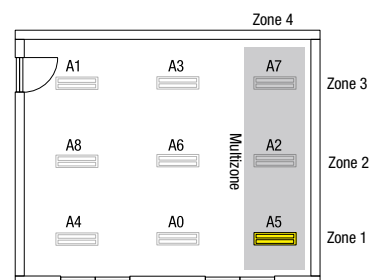 Zone 4
A1 A3 A7
Zone 3
A8 A6 A2
Multizone
Zone 2
A4 A0 A5
Zone 1